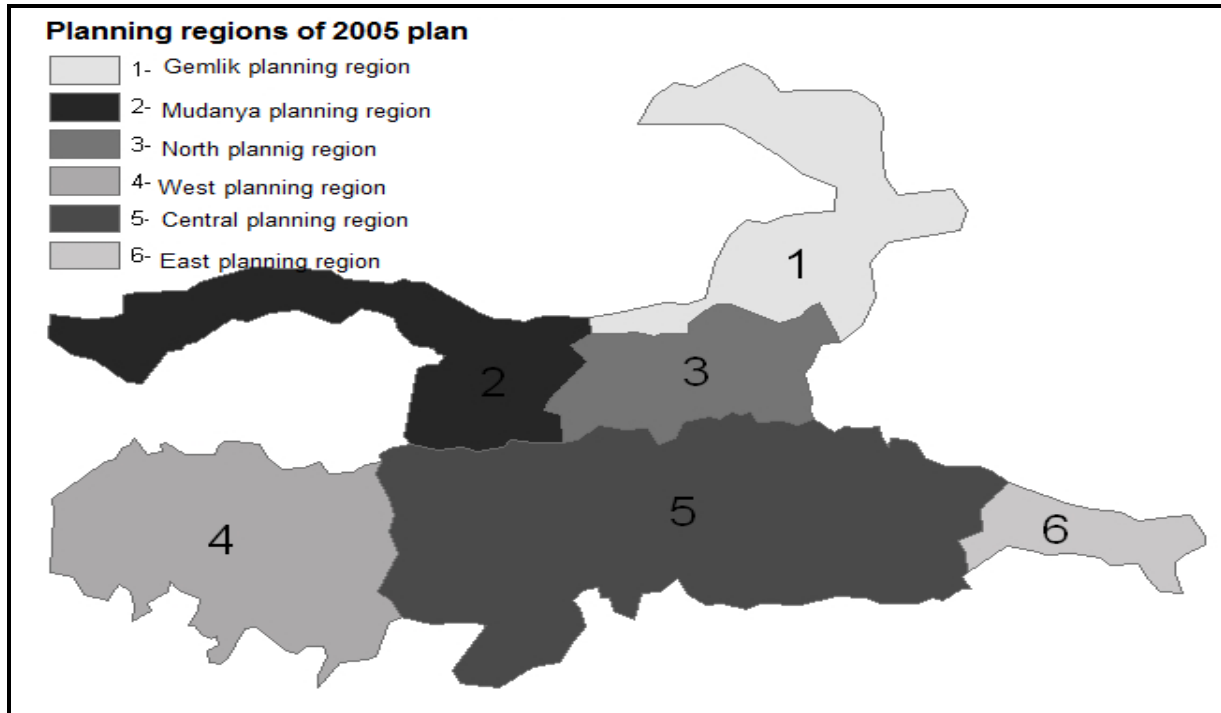 Planning regions of 2005 plan
1- Gemlik planning region
2- Mudanya planning region
3- North plannig region
4- West planning region
5- Central planning region
6- East planning region
1
2
3
4
5
6